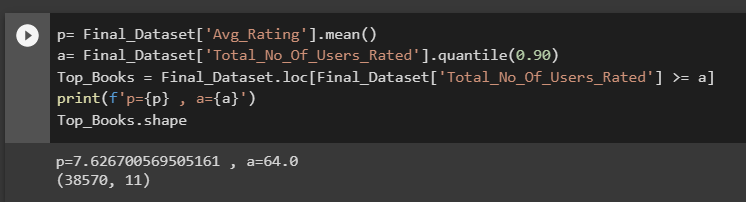 p= Final_Dataset['Avg_Rating'].mean()
a= Final_Dataset['Total_No_Of_Users_Rated'].quantile(0.90)
Top_Books = Final_Dataset.loc[Final_Dataset['Total_No_Of_Users_Rated'] >= a]
print(f'p={p} , a={a}')
Top_Books.shape
p=7.626700569505161 , a=64.0
(38570, 11)